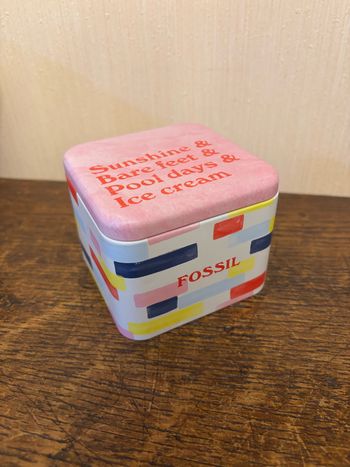 Sunshine &
Bare feet &
Pool days &
Ice cream
FOSSIL